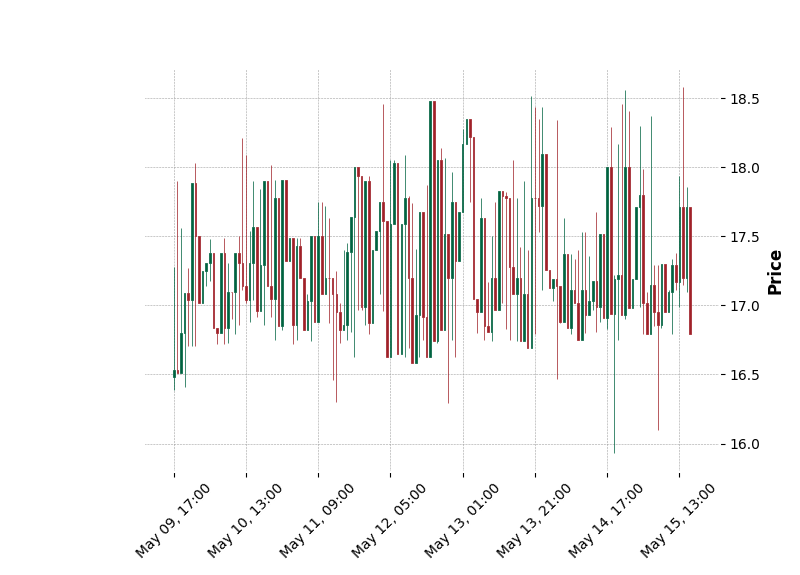 18.5
18.0
17.5
17.0
16.5
16.0
Price
May 09, 17:00
May 10, 13:00
May 11, 09:00
May 12, 05:00
May 13, 01:00
May 13, 21:00
May 14, 17:00
May 15, 13:00